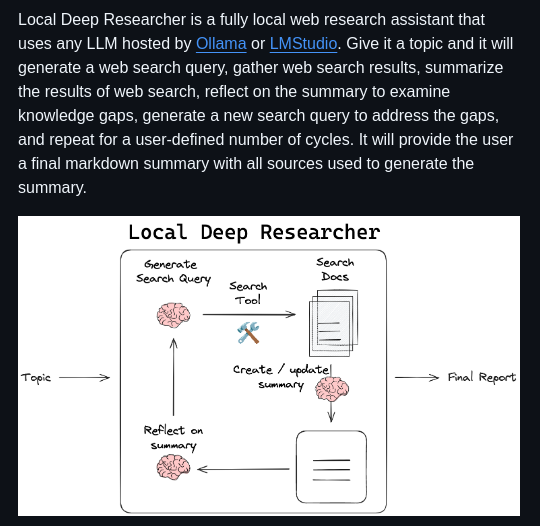 Local Deep Researcher is a fully local web research assistant that
uses any LLM hosted by Ollama or LMStudio. Give it a topic and it will
generate a web search query, gather web search results, summarize
the results of web search, reflect on the summary to examine
knowledge gaps, generate a new search query to address the gaps,
and repeat for a user-defined number of cycles. It will provide the user
a final markdown summary with all sources used to generate the
summary.
Local Deep Researcher
Generate
Search Query
Search
Tool
Search
Docs
Create / update
summary
Topic
Final Report
Reflect on
summary